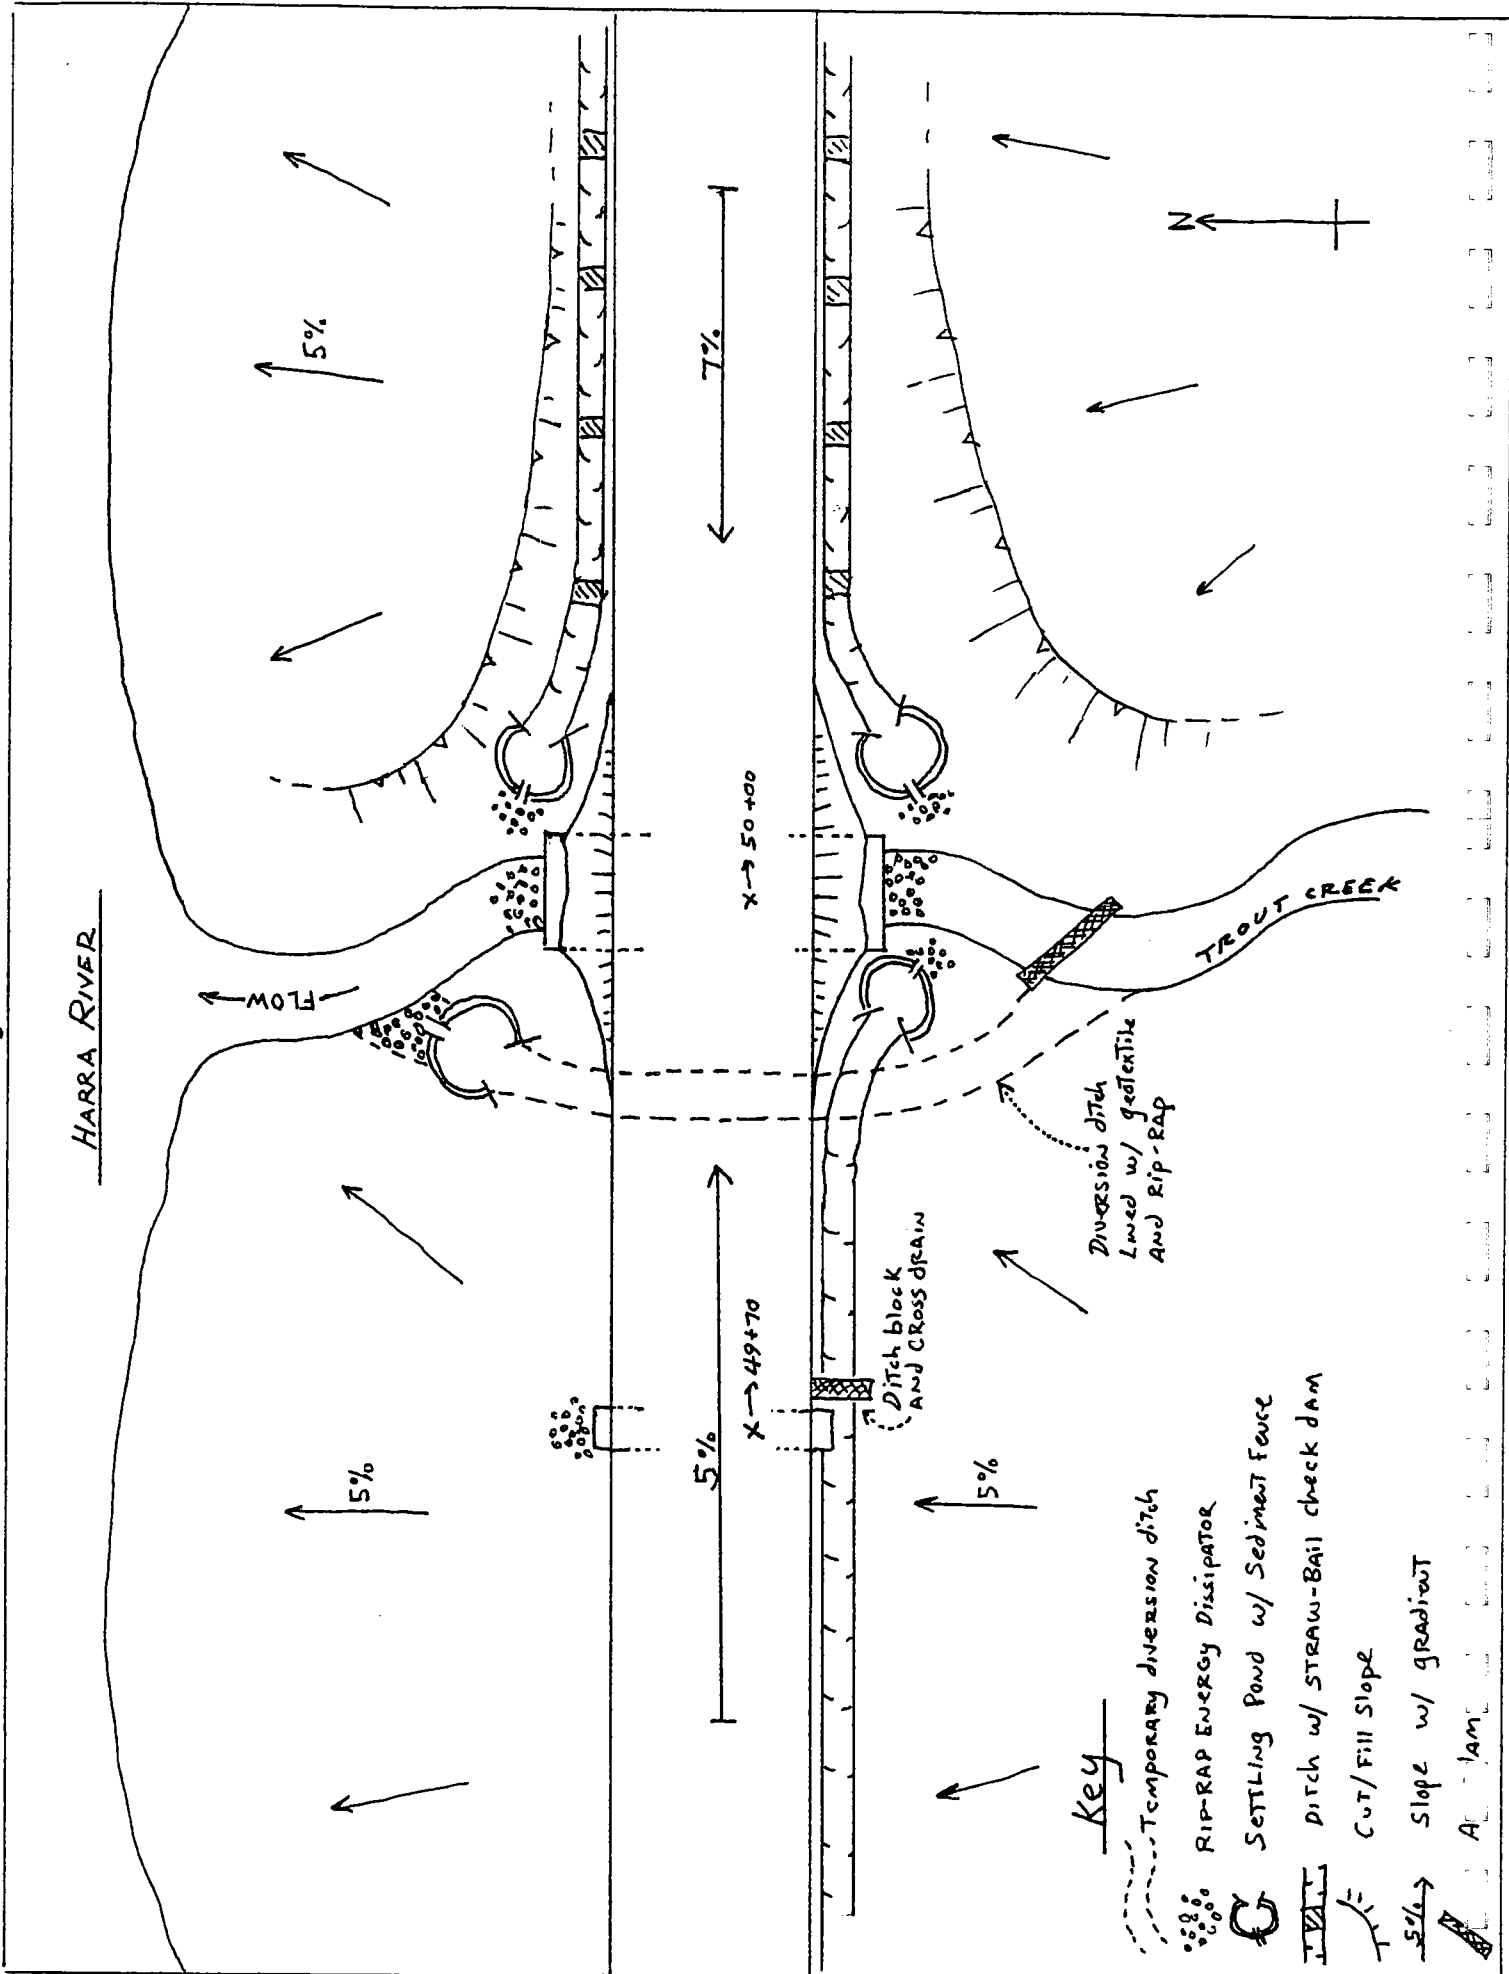 HARRA RIVER
FLOW
5%
5%
7%
5%
5%
X→49+70
X→50+00
N
Ditch block
AND CROSS DRAIN
Diversion ditch
Lined w/ geotextile
AND Rip-RAP
TROUT CREEK
Key
Temporary diversion ditch
RIP-RAP ENERGY DissipATOR
SETTLING POND w/ Sediment Fence
DITCH w/ STRAW-BAil check dAM
CUT/Fill Slope
5%
Slope w/ gRAdient